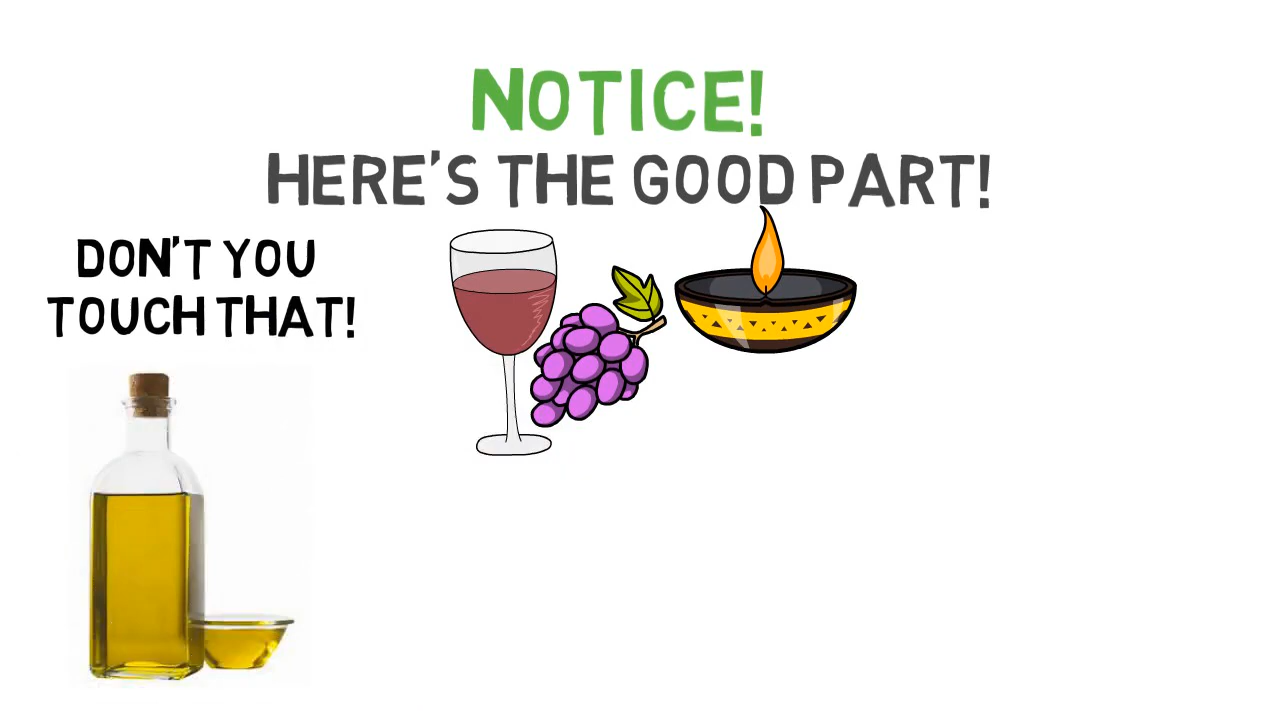 NOTICE!
HERE'S THE GOOD PART!
DON'T YOU
TOUCH THAT!